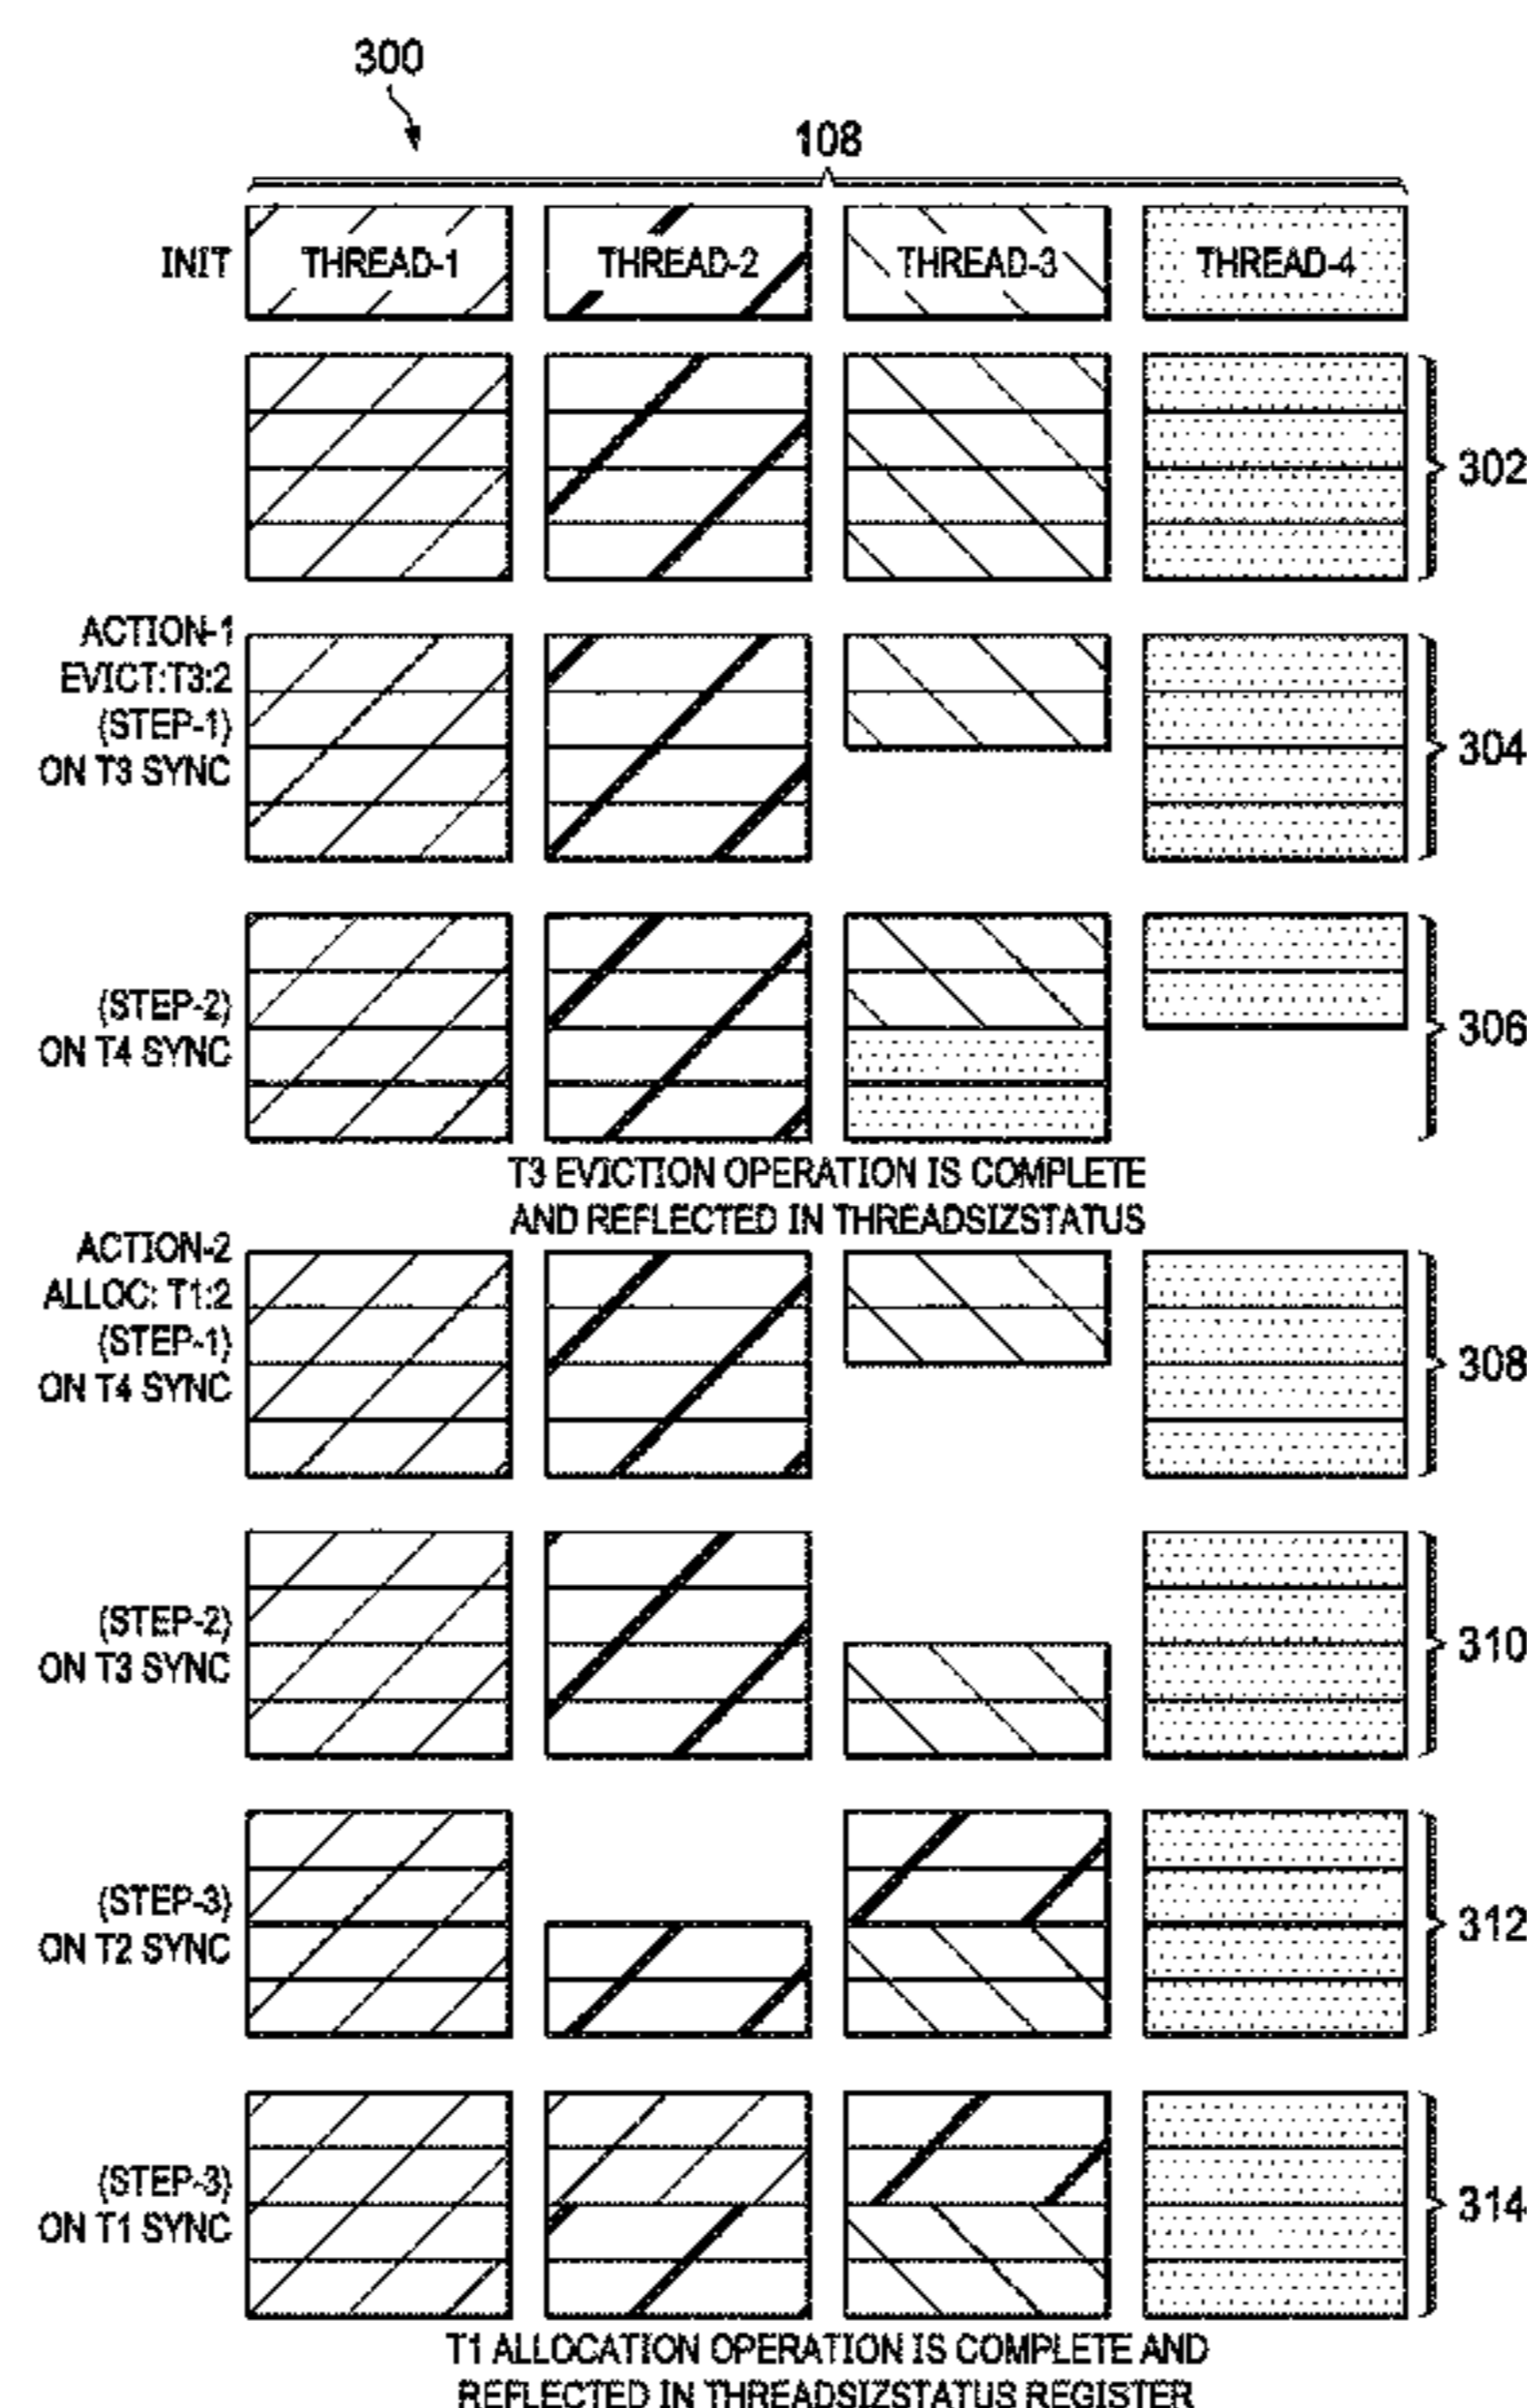 300
108
INIT THREAD-1 THREAD-2 THREAD-3 THREAD-4
302
ACTION-1
EVICT:T3:2
(STEP-1)
ON T3 SYNC
304
(STEP-2)
ON T4 SYNC
306
T3 EVICTION OPERATION IS COMPLETE
AND REFLECTED IN THREADSIZSTATUS
ACTION-2
ALLOC: T1:2
(STEP-1)
ON T4 SYNC
308
(STEP-2)
ON T3 SYNC
310
(STEP-3)
ON T2 SYNC
312
(STEP-3)
ON T1 SYNC
314
T1 ALLOCATION OPERATION IS COMPLETE AND
REFLECTED IN THREADSIZSTATUS REGISTER